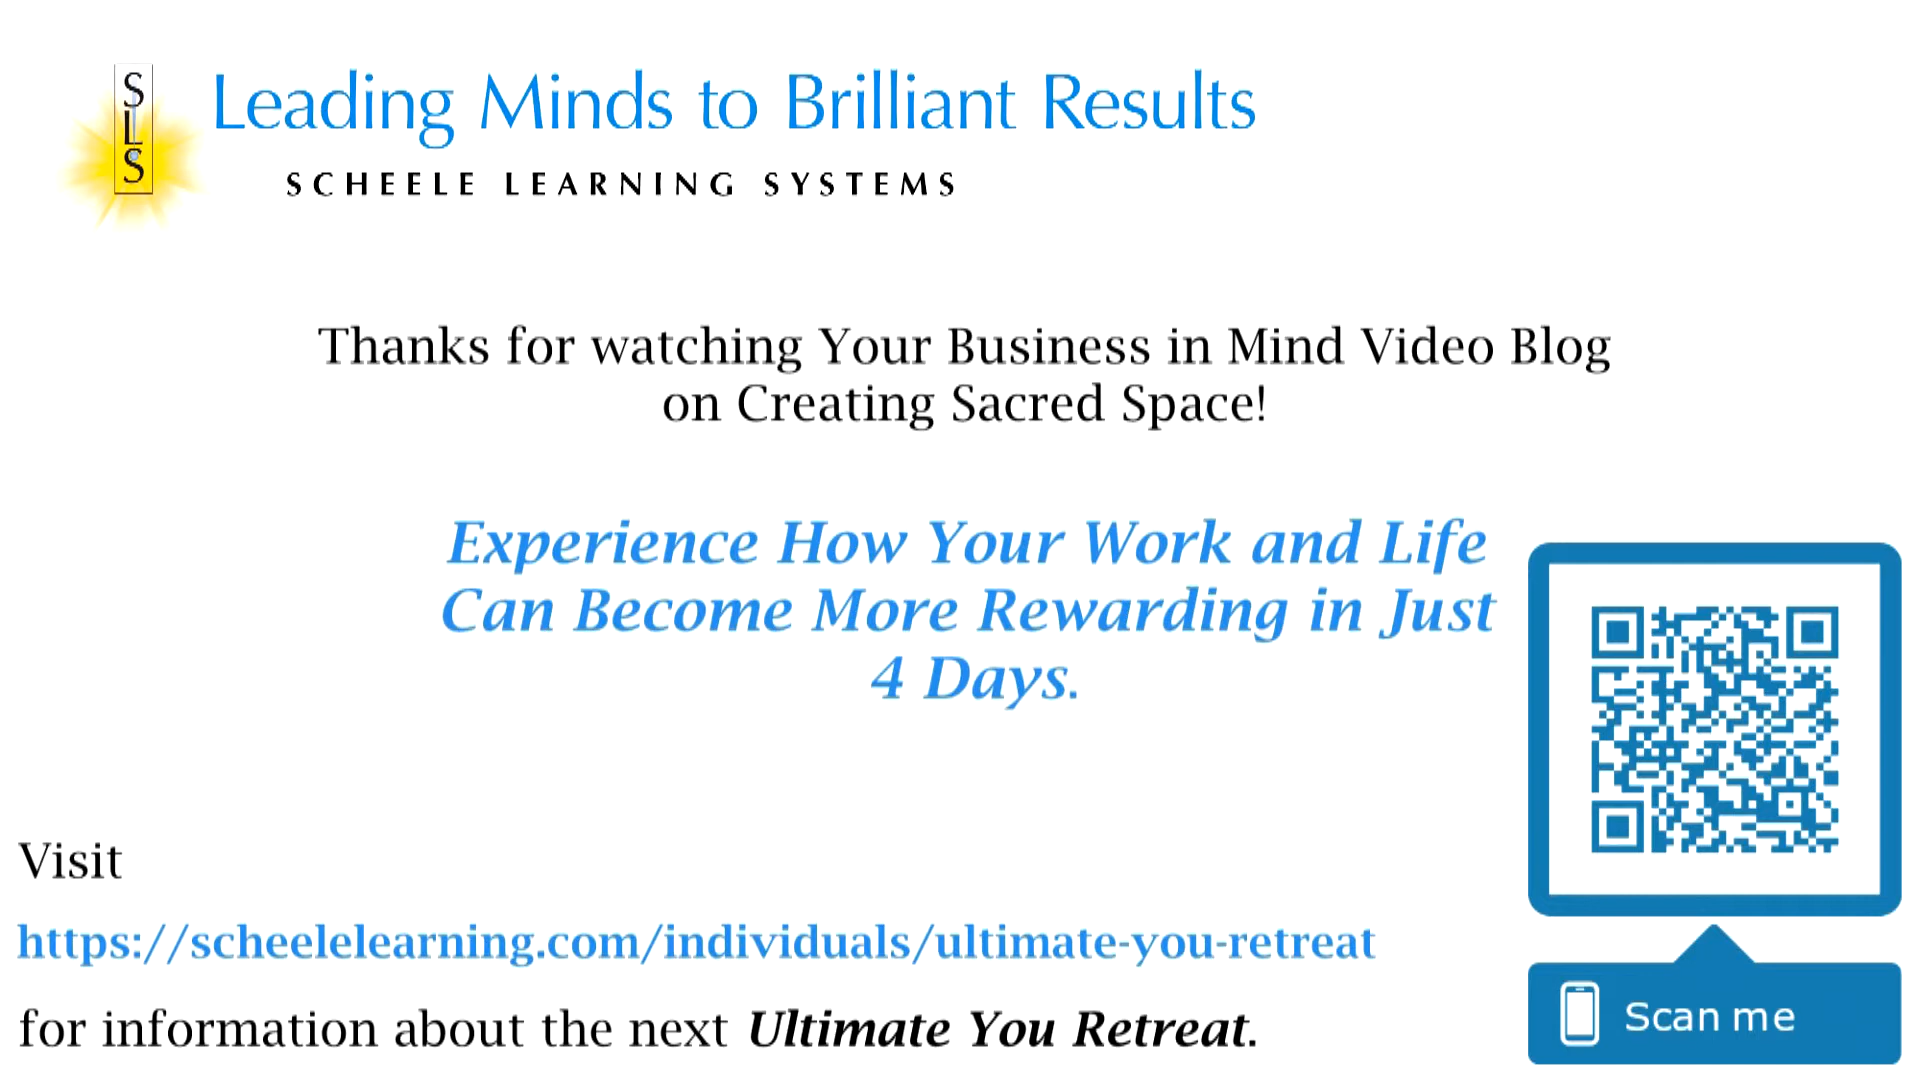 SLS
Leading Minds to Brilliant Results
SCHEELE LEARNING SYSTEMS
Thanks for watching Your Business in Mind Video Blog
on Creating Sacred Space!
Experience How Your Work and Life
Can Become More Rewarding in Just
4 Days.
Visit
https://scheelelearning.com/individuals/ultimate-you-retreat
for information about the next Ultimate You Retreat.
Scan me